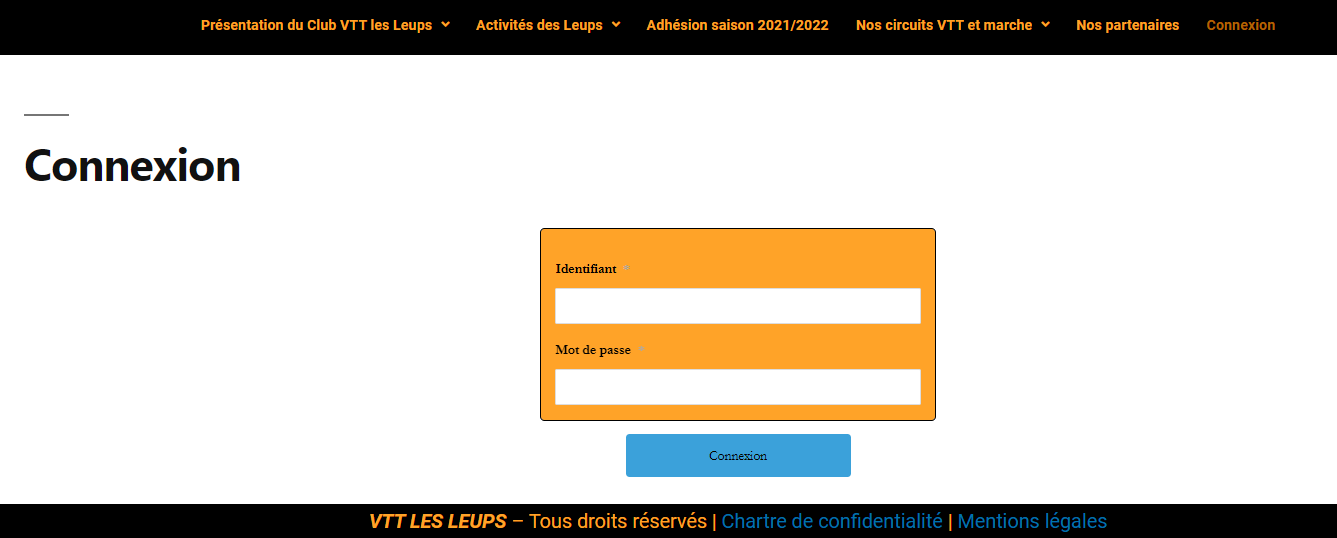 Présentation du Club VTT les Leups Activités des Leups Adhésion saison 2021/2022 Nos circuits VTT et marche Nos partenaires Connexion
Connexion
Identifiant *
Mot de passe *
Connexion
VTT LES LEUPS – Tous droits réservés | Chartre de confidentialité | Mentions légales